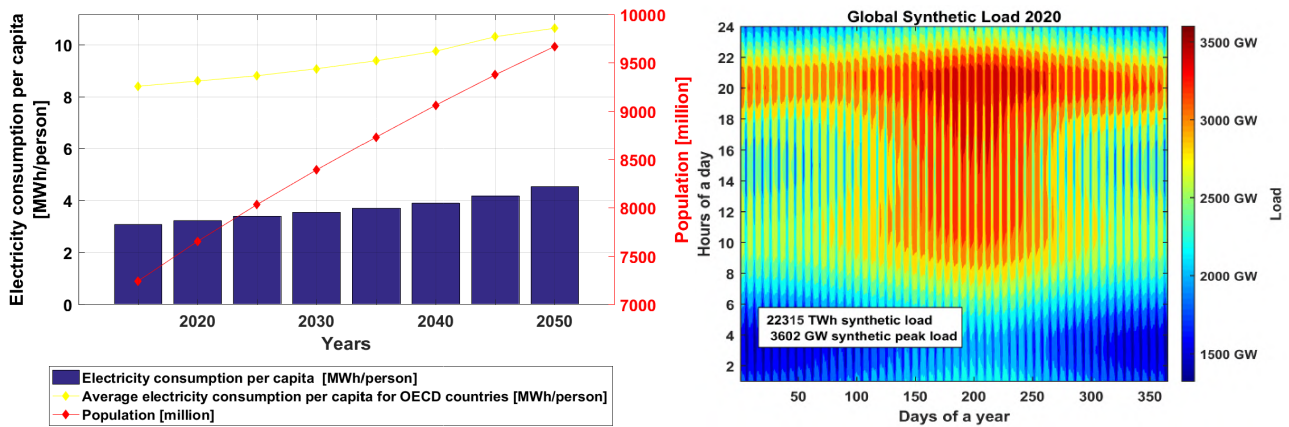 Electricity consumption per capita
[MWh/person]
10
8
6
4
2
0
10000
9500
9000
8500
8000
7500
7000
Population [million]
2020
2030
2040
2050
Years
Electricity consumption per capita [MWh/person]
Average electricity consumption per capita for OECD countries [MWh/person]
Population [million]
Global Synthetic Load 2020
Hours of a day
24
22
20
18
16
14
12
10
8
6
4
2
22315 TWh synthetic load
3602 GW synthetic peak load
50
100
150
200
250
300
350
Days of a year
3500 GW
3000 GW
2500 GW
2000 GW
1500 GW
Load